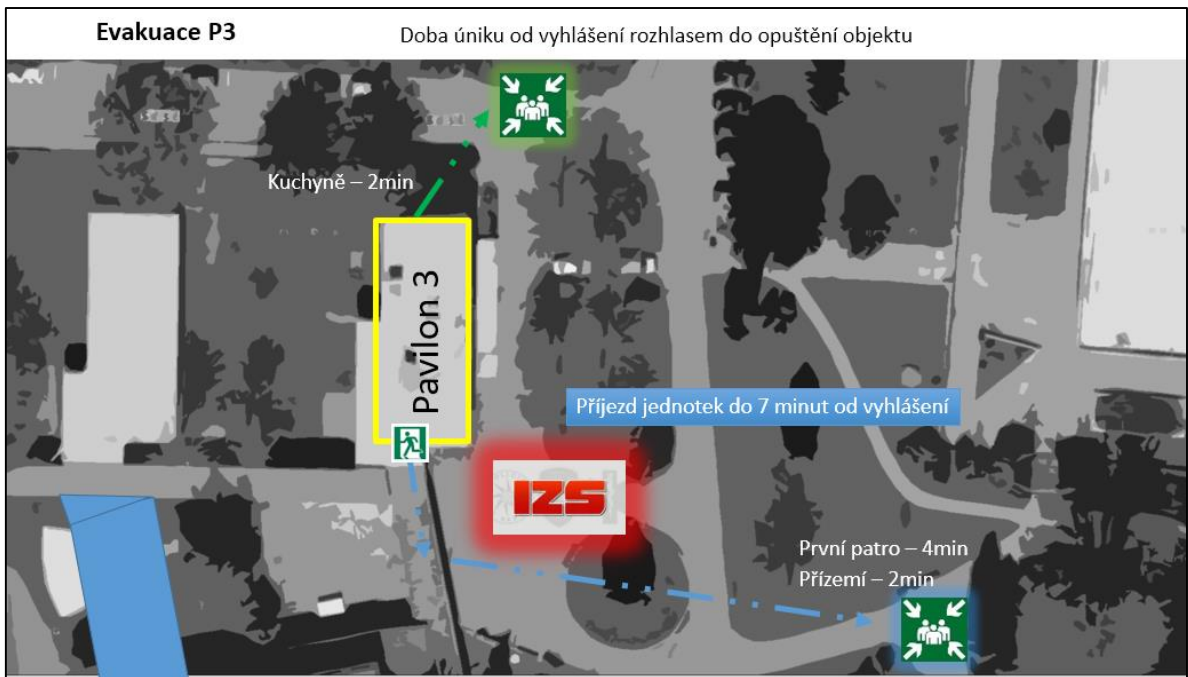 Evakuace P3
Doba úniku od vyhlášení rozhlasem do opuštění objektu
Kuchyně – 2min
Pavilon 3
Příjezd jednotek do 7 minut od vyhlášení
IZS
První patro – 4min
Přízemí – 2min